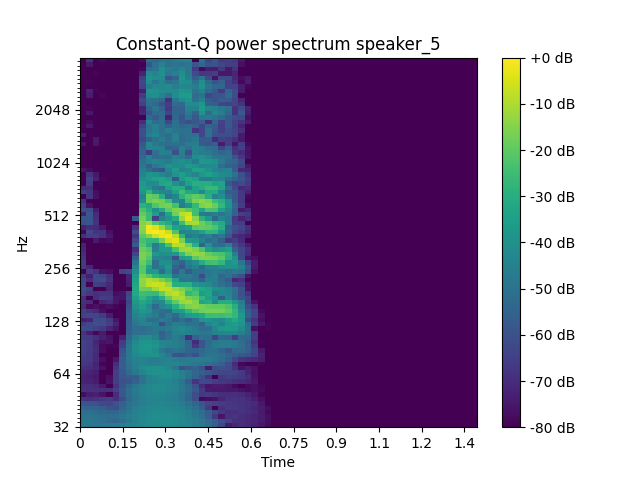 Constant-Q power spectrum speaker_5
+0 dB
2048
-10 dB
1024
-20 dB
512
-30 dB
Hz
-40 dB
256
-50 dB
128
-60 dB
64
-70 dB
32
-80 dB
0 0.15 0.3 0.45 0.6 0.75 0.9 1.1 1.2 1.4
Time